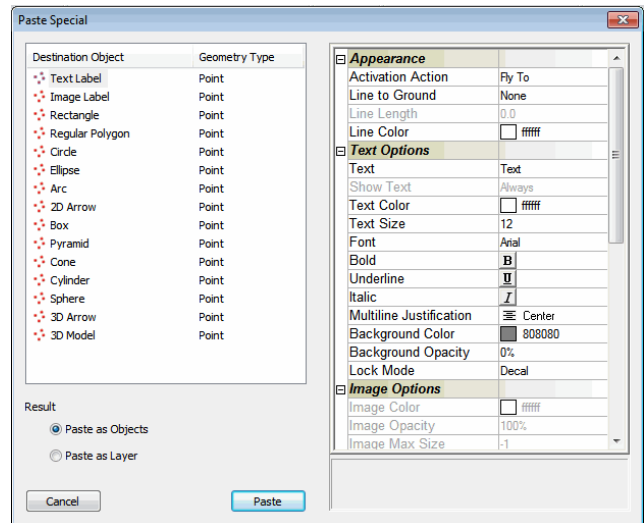 Paste Special
Destination Object Geometry Type
Text Label Point
Image Label Point
Rectangle Point
Regular Polygon Point
Circle Point
Ellipse Point
Arc Point
2D Arrow Point
Box Point
Pyramid Point
Cone Point
Cylinder Point
Sphere Point
3D Arrow Point
3D Model Point
Result
Paste as Objects
Paste as Layer
Cancel
Paste
Appearance
Activation Action Fly To
Line to Ground None
Line Length 0.0
Line Color ffffff
Text Options
Text Text
Show Text Always
Text Color ffffff
Text Size 12
Font Arial
Bold B
Underline U
Italic I
Multiline Justification Center
Background Color 808080
Background Opacity 0%
Lock Mode Decal
Image Options
Image Color ffffff
Image Opacity 100%
Image Max Size -1